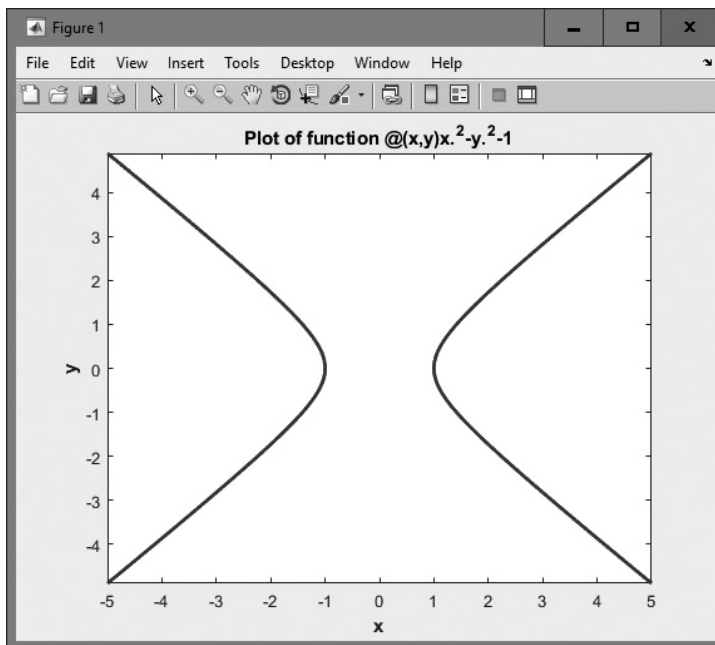 Figure 1
File Edit View Insert Tools Desktop Window Help
Plot of function @(x,y)x.²-y.²-1
4
3
2
1
0
-1
-2
-3
-4
y
-5 -4 -3 -2 -1 0 1 2 3 4 5
x